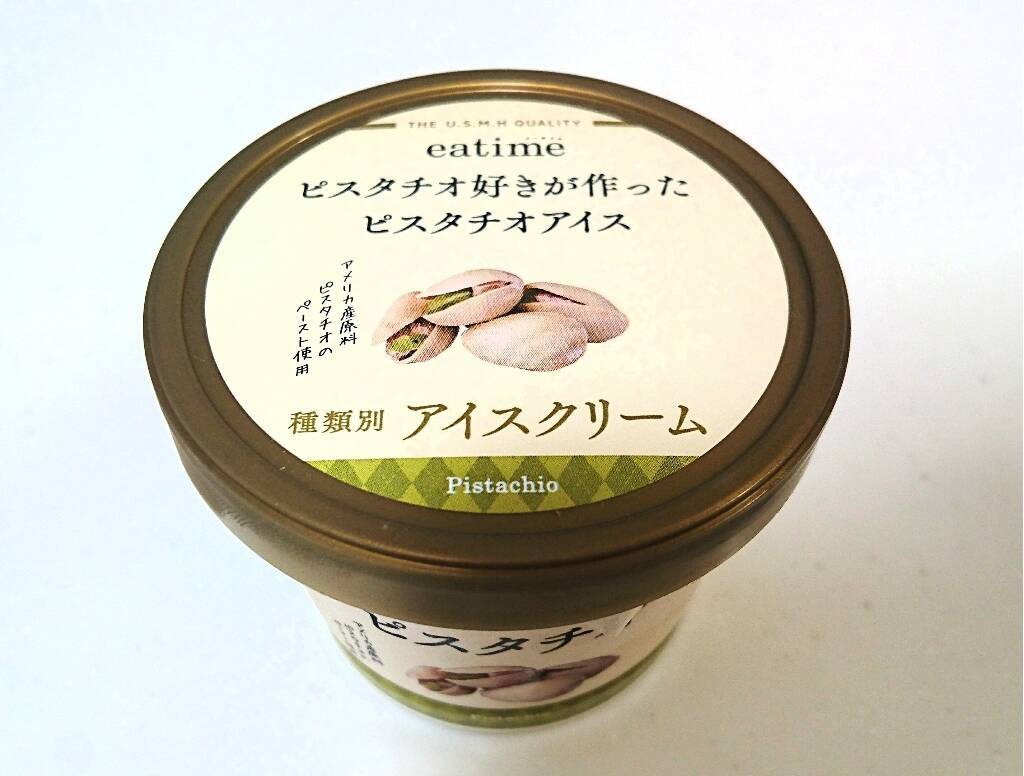 THE U.S.M.H QUALITY
eatimē
ピスタチオ好きが作った
ピスタチオアイス
アメリカ産原料
ピスタチオの
ペースト使用
種類別 アイスクリーム
Pistachio
ピスタチ